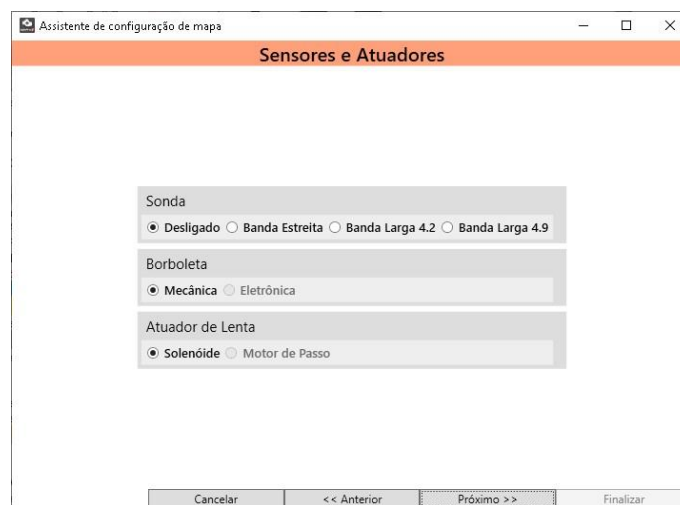 Assistente de configuração de mapa
Sensores e Atuadores
Sonda
Desligado Banda Estreita Banda Larga 4.2 Banda Larga 4.9
Borboleta
Mecânica Eletrônica
Atuador de Lenta
Solenóide Motor de Passo
Cancelar << Anterior Próximo >> Finalizar